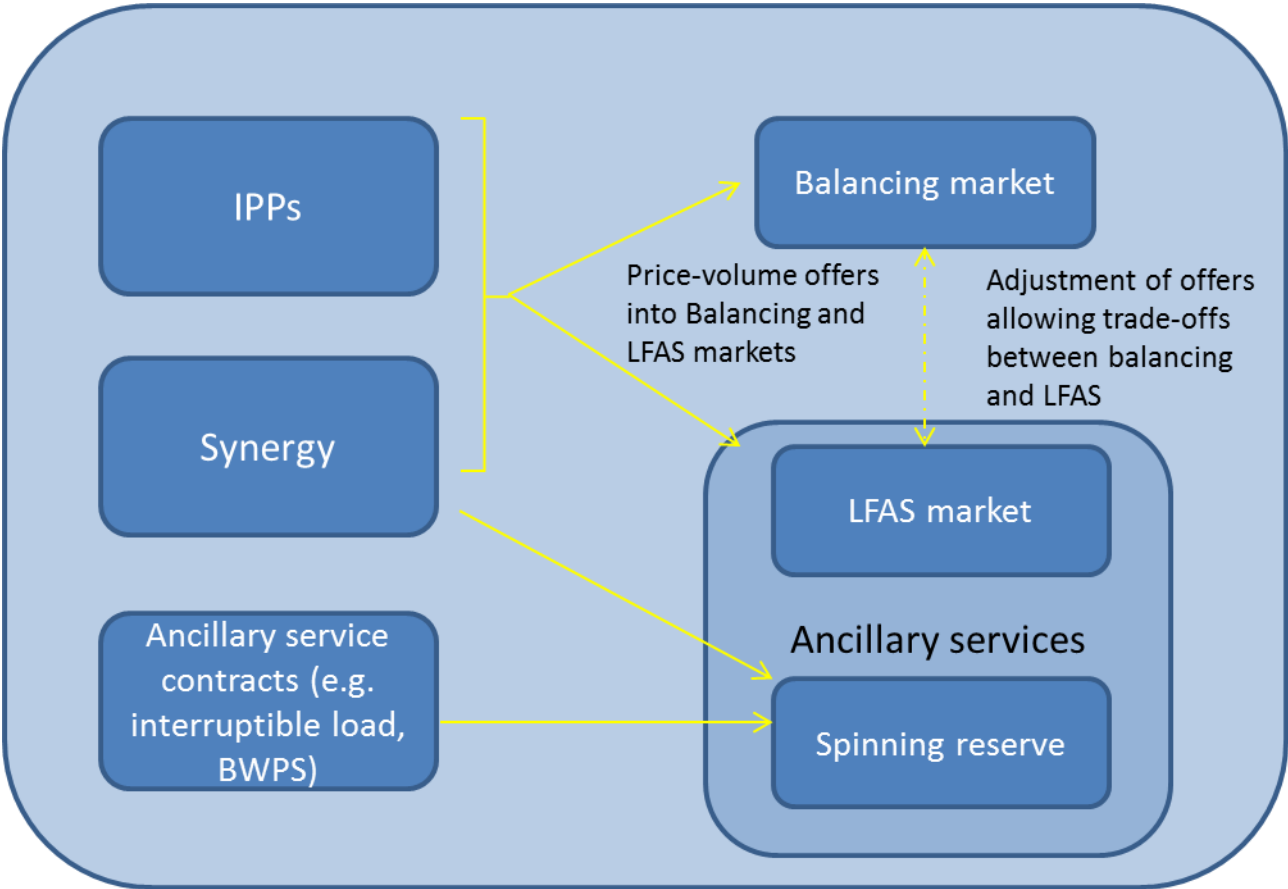 IPPs
Synergy
Ancillary service
contracts (e.g.
interruptible load,
BWPS)
Price-volume offers
into Balancing and
LFAS markets
Balancing market
Adjustment of offers
allowing trade-offs
between balancing
and LFAS
LFAS market
Ancillary services
Spinning reserve